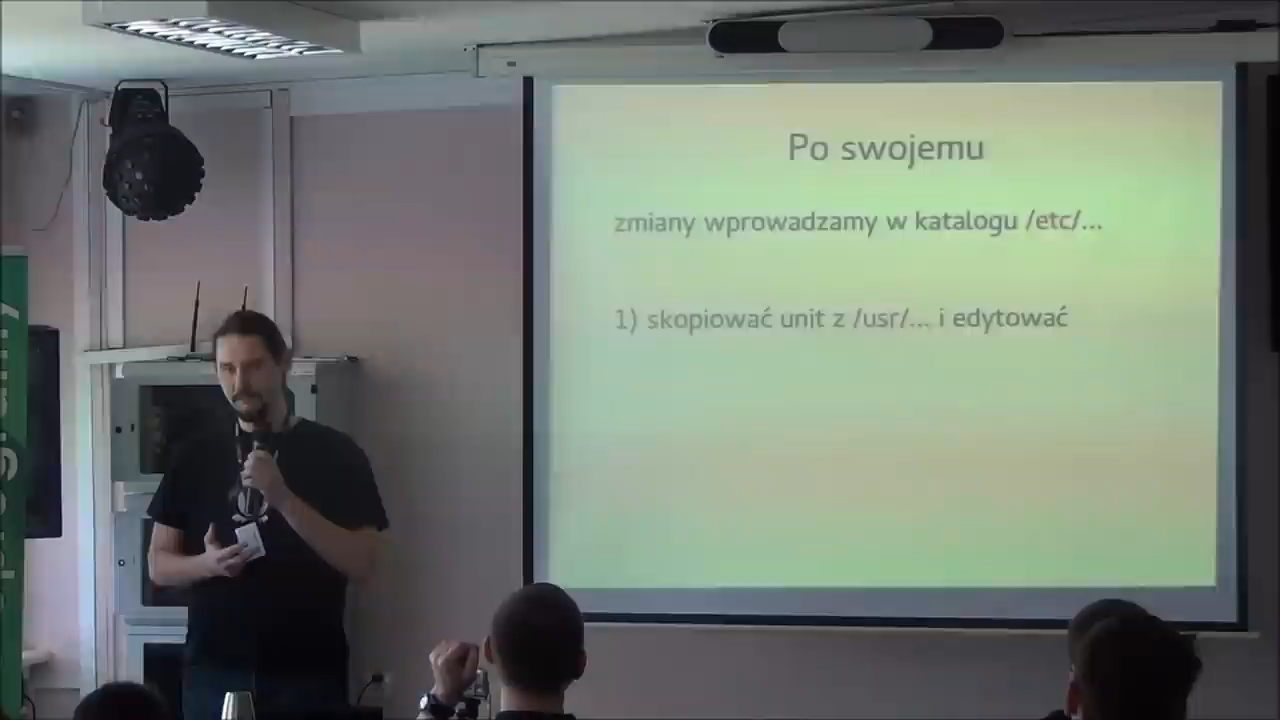 Po swojemu
zmiany wprowadzamy w katalogu /etc/...
1) skopiować unit z /usr/... i edytować